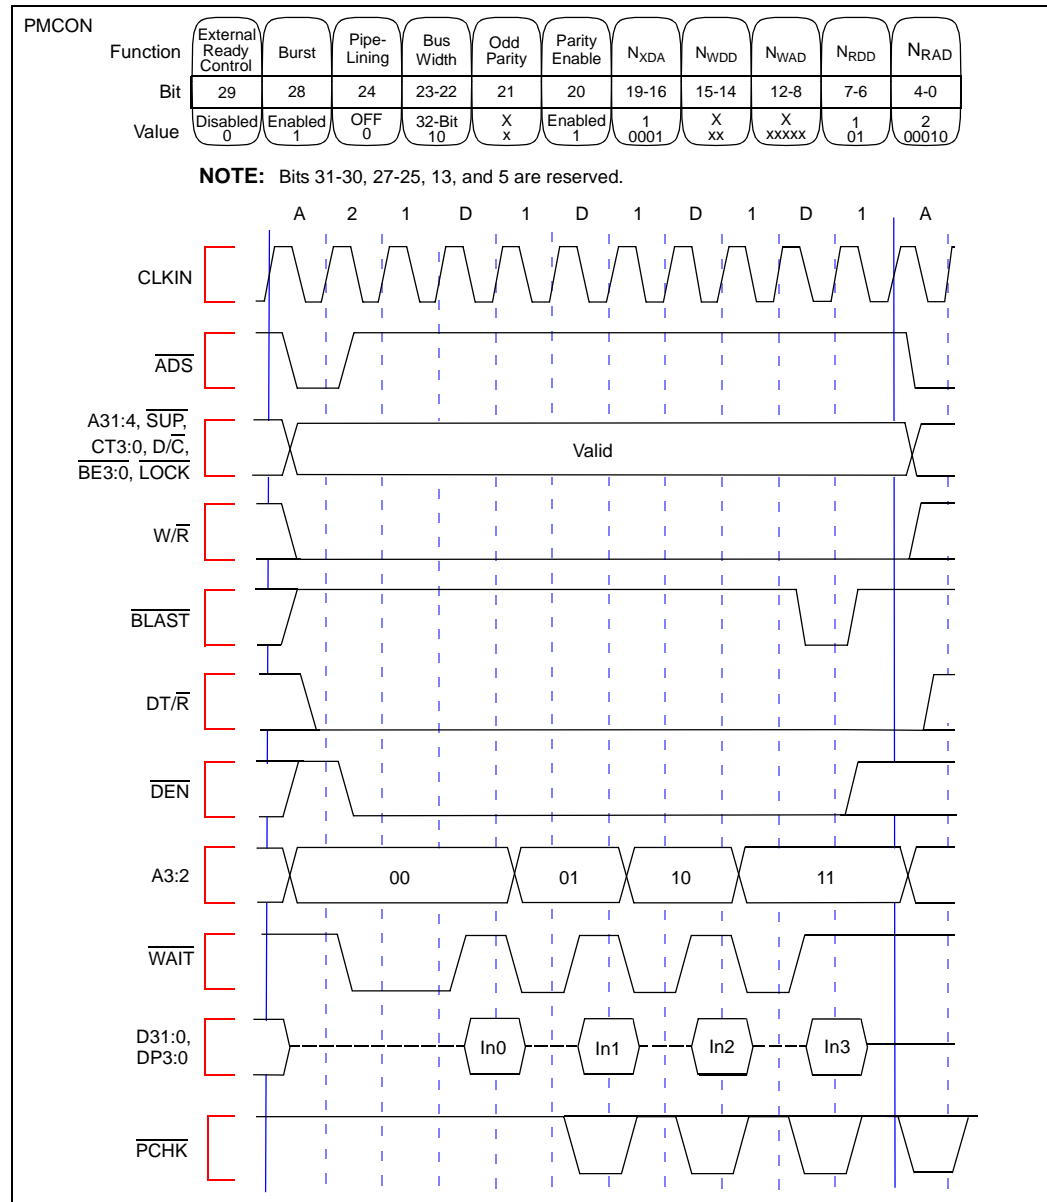 PMCON
Function
External Ready Control
Burst
Pipe-Lining
Bus Width
Odd Parity
Parity Enable
NXDA
NWDD
NWAD
NRDD
NRAD
Bit
29 28 24 23-22 21 20 19-16 15-14 12-8 7-6 4-0
Value
Disabled 0
Enabled 1
OFF 0
32-Bit 10
X x
Enabled 1
1 0001
X xx
X xxxxx
1 01
2 00010
NOTE: Bits 31-30, 27-25, 13, and 5 are reserved.
A 2 1 D 1 D 1 D 1 D 1 A
CLKIN
ADS
A31:4, SUP,
CT3:0, D/C,
BE3:0, LOCK
Valid
W/R
BLAST
DT/R
DEN
A3:2
00 01 10 11
WAIT
D31:0,
DP3:0
In0 In1 In2 In3
PCHK